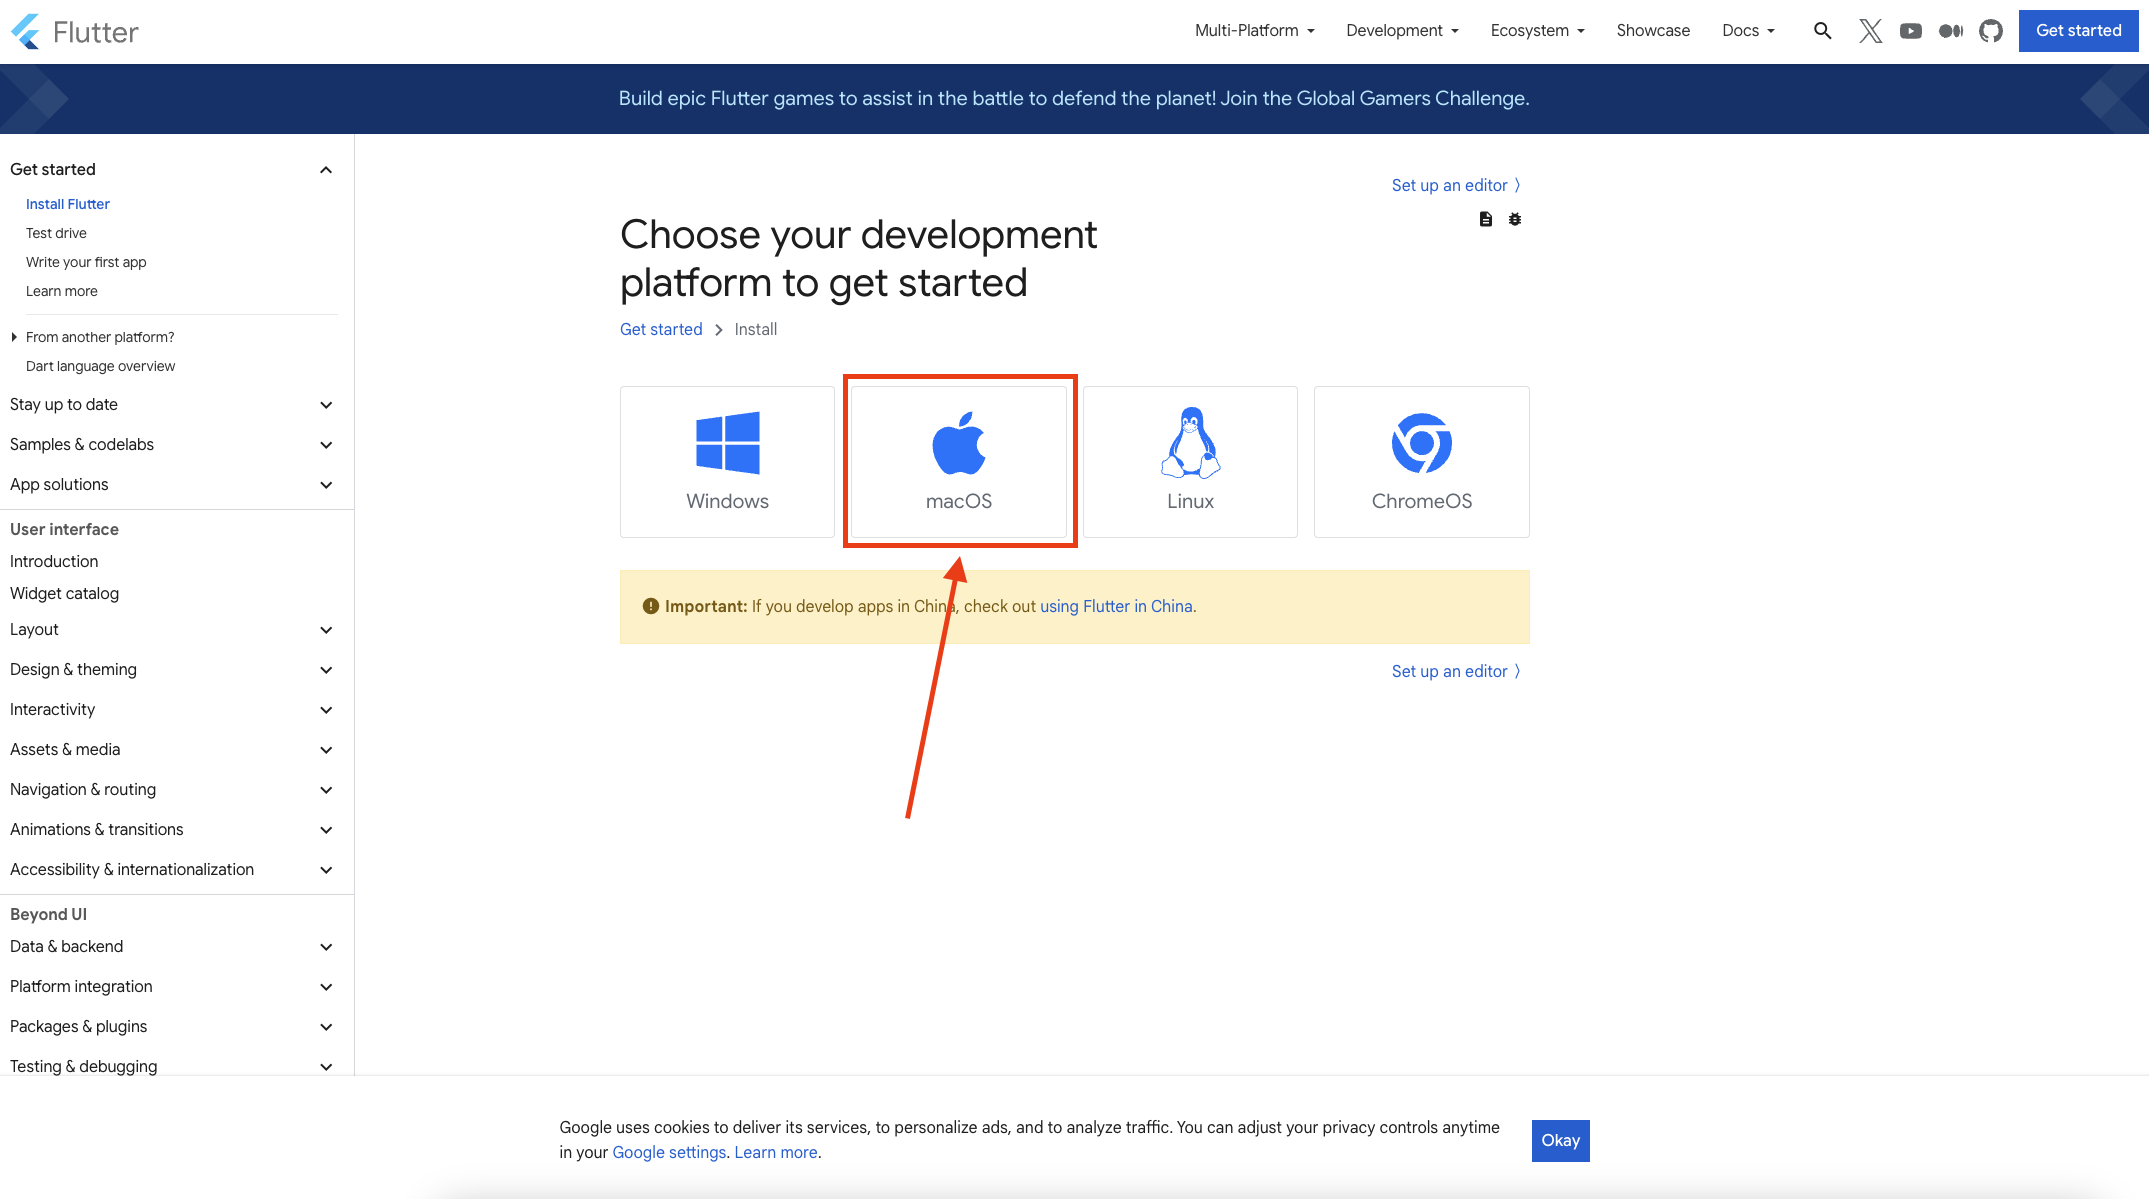 Flutter
Multi-Platform
Development
Ecosystem
Showcase
Docs
Get started
Build epic Flutter games to assist in the battle to defend the planet! Join the Global Gamers Challenge.
Get started
Install Flutter
Test drive
Write your first app
Learn more
From another platform?
Dart language overview
Stay up to date
Samples & codelabs
App solutions
User interface
Introduction
Widget catalog
Layout
Design & theming
Interactivity
Assets & media
Navigation & routing
Animations & transitions
Accessibility & internationalization
Beyond UI
Data & backend
Platform integration
Packages & plugins
Testing & debugging
Set up an editor 〉
Choose your development
platform to get started
Get started
Install
Windows
macOS
Linux
ChromeOS
Important: If you develop apps in China, check out using Flutter in China.
Set up an editor 〉
Google uses cookies to deliver its services, to personalize ads, and to analyze traffic. You can adjust your privacy controls anytime
in your Google settings. Learn more.
Okay